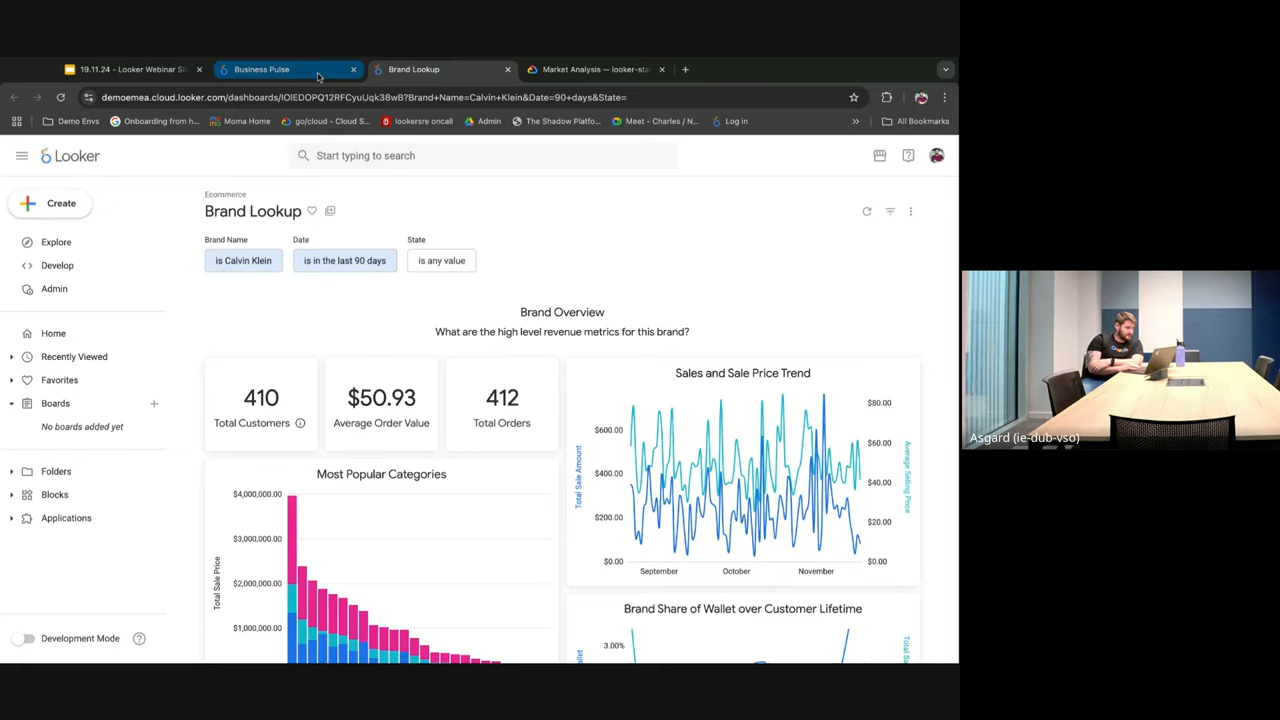 19.11.24 - Looker Webinar Sli
Business Pulse
Brand Lookup
Market Analysis — looker-sta
demoemea.cloud.looker.com/dashboards/IOIEDOPQ12RFCyuUqk38wB?Brand+Name=Calvin+Klein&Date=90+days&State=
Demo Envs
Onboarding from h...
Moma Home
go/cloud - Cloud S...
lookersre oncall
Admin
The Shadow Platfo...
Meet - Charles / N...
Log in
All Bookmarks
Looker
Start typing to search
Create
Explore
Develop
Admin
Home
Recently Viewed
Favorites
Boards
No boards added yet
Folders
Blocks
Applications
Development Mode
Ecommerce
Brand Lookup
Brand Name
Date
State
is Calvin Klein
is in the last 90 days
is any value
Brand Overview
What are the high level revenue metrics for this brand?
410
Total Customers
$50.93
Average Order Value
412
Total Orders
Sales and Sale Price Trend
Total Sale Amount
$600.00
$400.00
$200.00
$0.00
September
October
November
$80.00
$60.00
$40.00
$20.00
$0.00
Average Selling Price
Most Popular Categories
Total Sale Price
$4,000,000.00
$3,000,000.00
$2,000,000.00
$1,000,000.00
Brand Share of Wallet over Customer Lifetime
3.00%
allet
Total Sa
Asgard (ie-dub-vso)